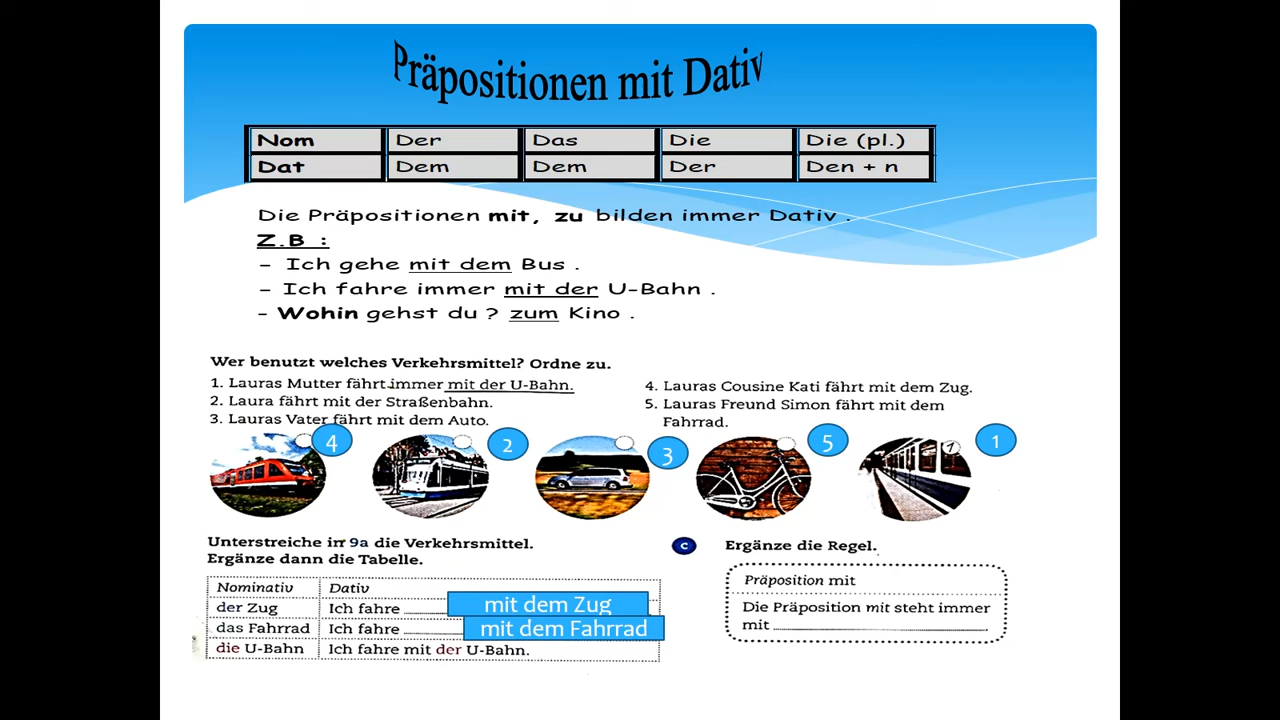 Präpositionen mit Dativ
Nom Der Das Die Die (pl.)
Dat Dem Dem Der Den + n
Die Präpositionen mit, zu bilden immer Dativ .
Z.B :
– Ich gehe mit dem Bus .
– Ich fahre immer mit der U-Bahn .
- Wohin gehst du ? zum Kino .
Wer benutzt welches Verkehrsmittel? Ordne zu.
1. Lauras Mutter fährt immer mit der U-Bahn.
2. Laura fährt mit der Straßenbahn.
3. Lauras Vater fährt mit dem Auto.
4. Lauras Cousine Kati fährt mit dem Zug.
5. Lauras Freund Simon fährt mit dem
Fahrrad.
4 2 3 5 1 1
Unterstreiche in 9a die Verkehrsmittel.
Ergänze dann die Tabelle.
Nominativ Dativ
der Zug Ich fahre mit dem Zug
das Fahrrad Ich fahre mit dem Fahrrad
die U-Bahn Ich fahre mit der U-Bahn.
c Ergänze die Regel.
Präposition mit
Die Präposition mit steht immer
mit